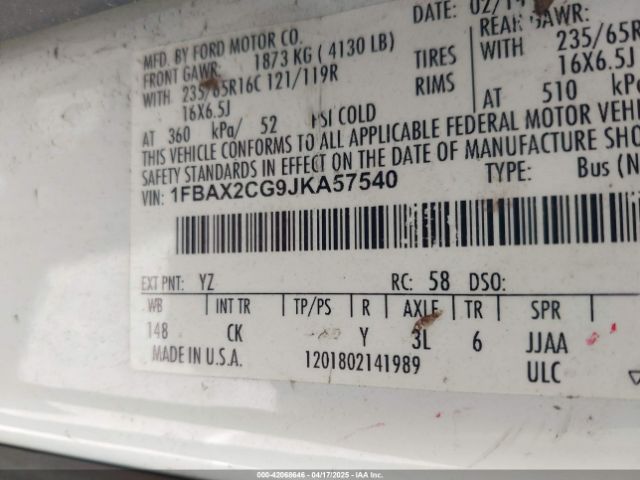 MFD. BY FORD MOTOR CO.
DATE: 02/1
FRONT GAWR: 1873 KG ( 4130 LB)
REAR GAWR:
WITH 235/65R16C 121/119R TIRES
WITH 235/65R
16X6.5J RIMS
16X6.5J
AT 360 kPa/ 52 PSI COLD
AT 510 kPa
THIS VEHICLE CONFORMS TO ALL APPLICABLE FEDERAL MOTOR VEHI
SAFETY STANDARDS IN EFFECT ON THE DATE OF MANUFACTURE SHO
VIN: 1FBAX2CG9JKA57540
TYPE: Bus (N
EXT PNT: YZ RC: 58 DSO:
WB INT TR TP/PS R AXLE TR SPR
148 CK Y 3L 6 JJAA
MADE IN U.S.A. 1201802141989 ULC
000-42068646 - 04/17/2025 - IAAI, Inc.